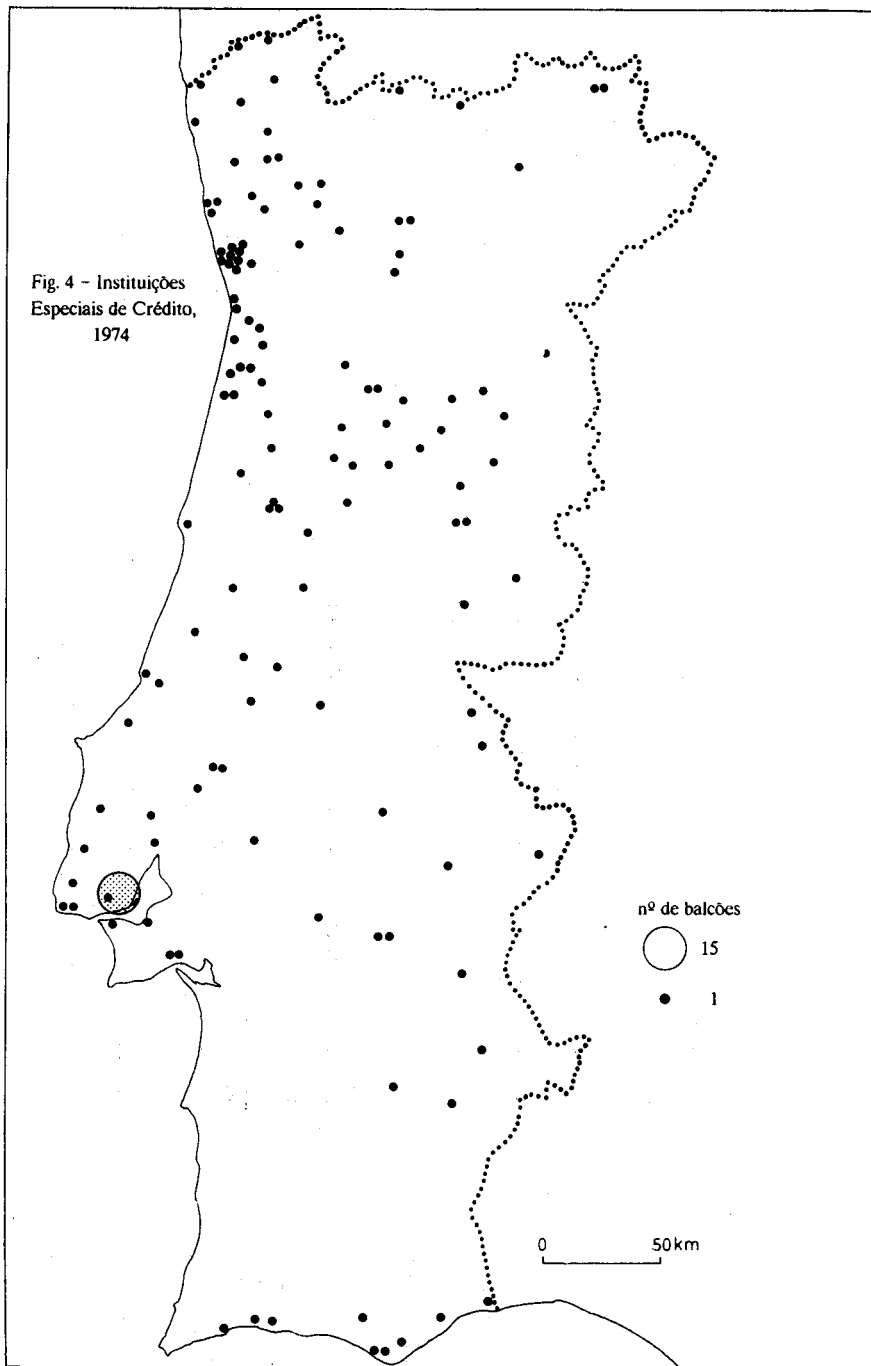 Fig. 4 – Instituições
Especiais de Crédito,
1974
nº de balcões
15
1
0 50km